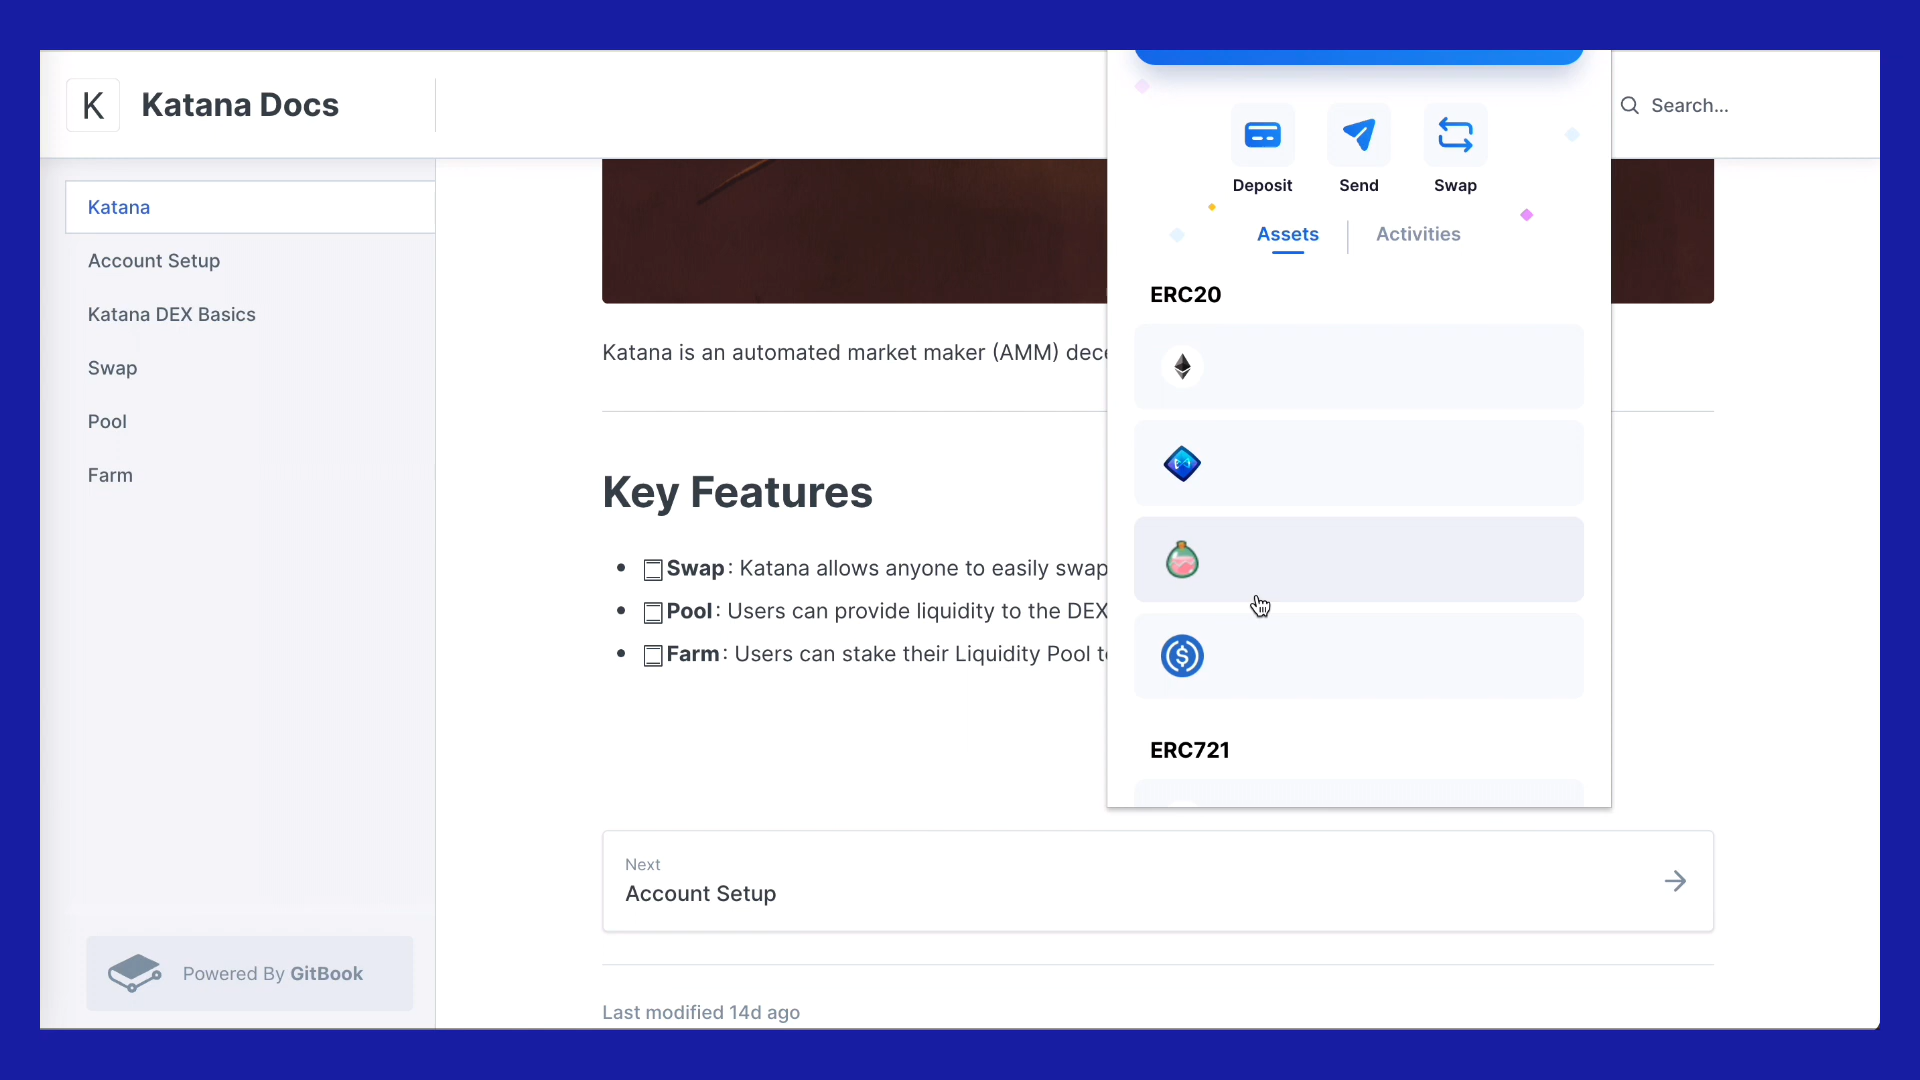 K Katana Docs
Search...
Katana
Account Setup
Katana DEX Basics
Swap
Pool
Farm
Powered By GitBook
Katana is an automated market maker (AMM)
Key Features
• Swap: Katana allows anyone to easily swap
• Pool: Users can provide liquidity to the DEX
• Farm: Users can stake their Liquidity Pool
Next
Account Setup
Last modified 14d ago
Deposit
Send
Swap
Assets
Activities
ERC20
ERC721